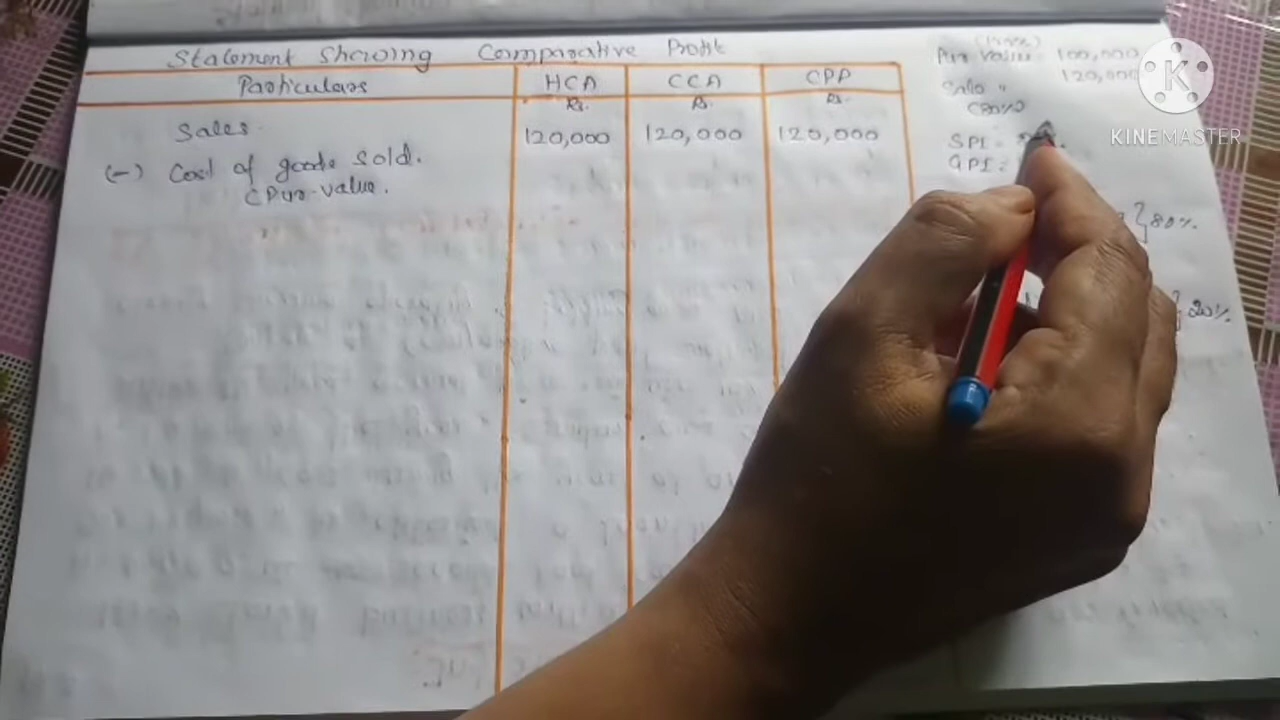 Statement Showing Comparative Profit
Particulars HCA CCA CPP
Rs. Rs. Rs.
Sales 120,000 120,000 120,000
(-) Cost of goods sold.
(Pur. value.
Pur value 100,000
Sale " 120,000
(80%)
SPI =
GPI =
}80%
}20%
K
KINEMASTER